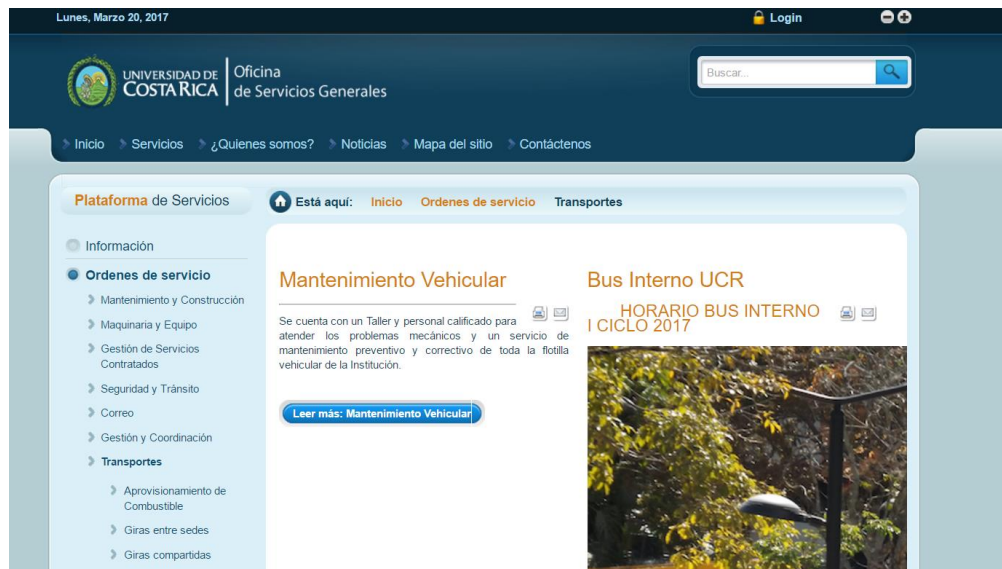 Lunes, Marzo 20, 2017
Login
UNIVERSIDAD DE
COSTA RICA
Oficina
de Servicios Generales
Buscar...
Inicio
Servicios
¿Quienes somos?
Noticias
Mapa del sitio
Contáctenos
Plataforma de Servicios
Está aquí: Inicio Ordenes de servicio Transportes
Información
Ordenes de servicio
Mantenimiento y Construcción
Maquinaria y Equipo
Gestión de Servicios
Contratados
Seguridad y Tránsito
Correo
Gestión y Coordinación
Transportes
Aprovisionamiento de
Combustible
Giras entre sedes
Giras compartidas
Mantenimiento Vehicular
Se cuenta con un Taller y personal calificado para
atender los problemas mecánicos y un servicio de
mantenimiento preventivo y correctivo de toda la flotilla
vehicular de la Institución.
Leer más: Mantenimiento Vehicular
Bus Interno UCR
HORARIO BUS INTERNO
I CICLO 2017